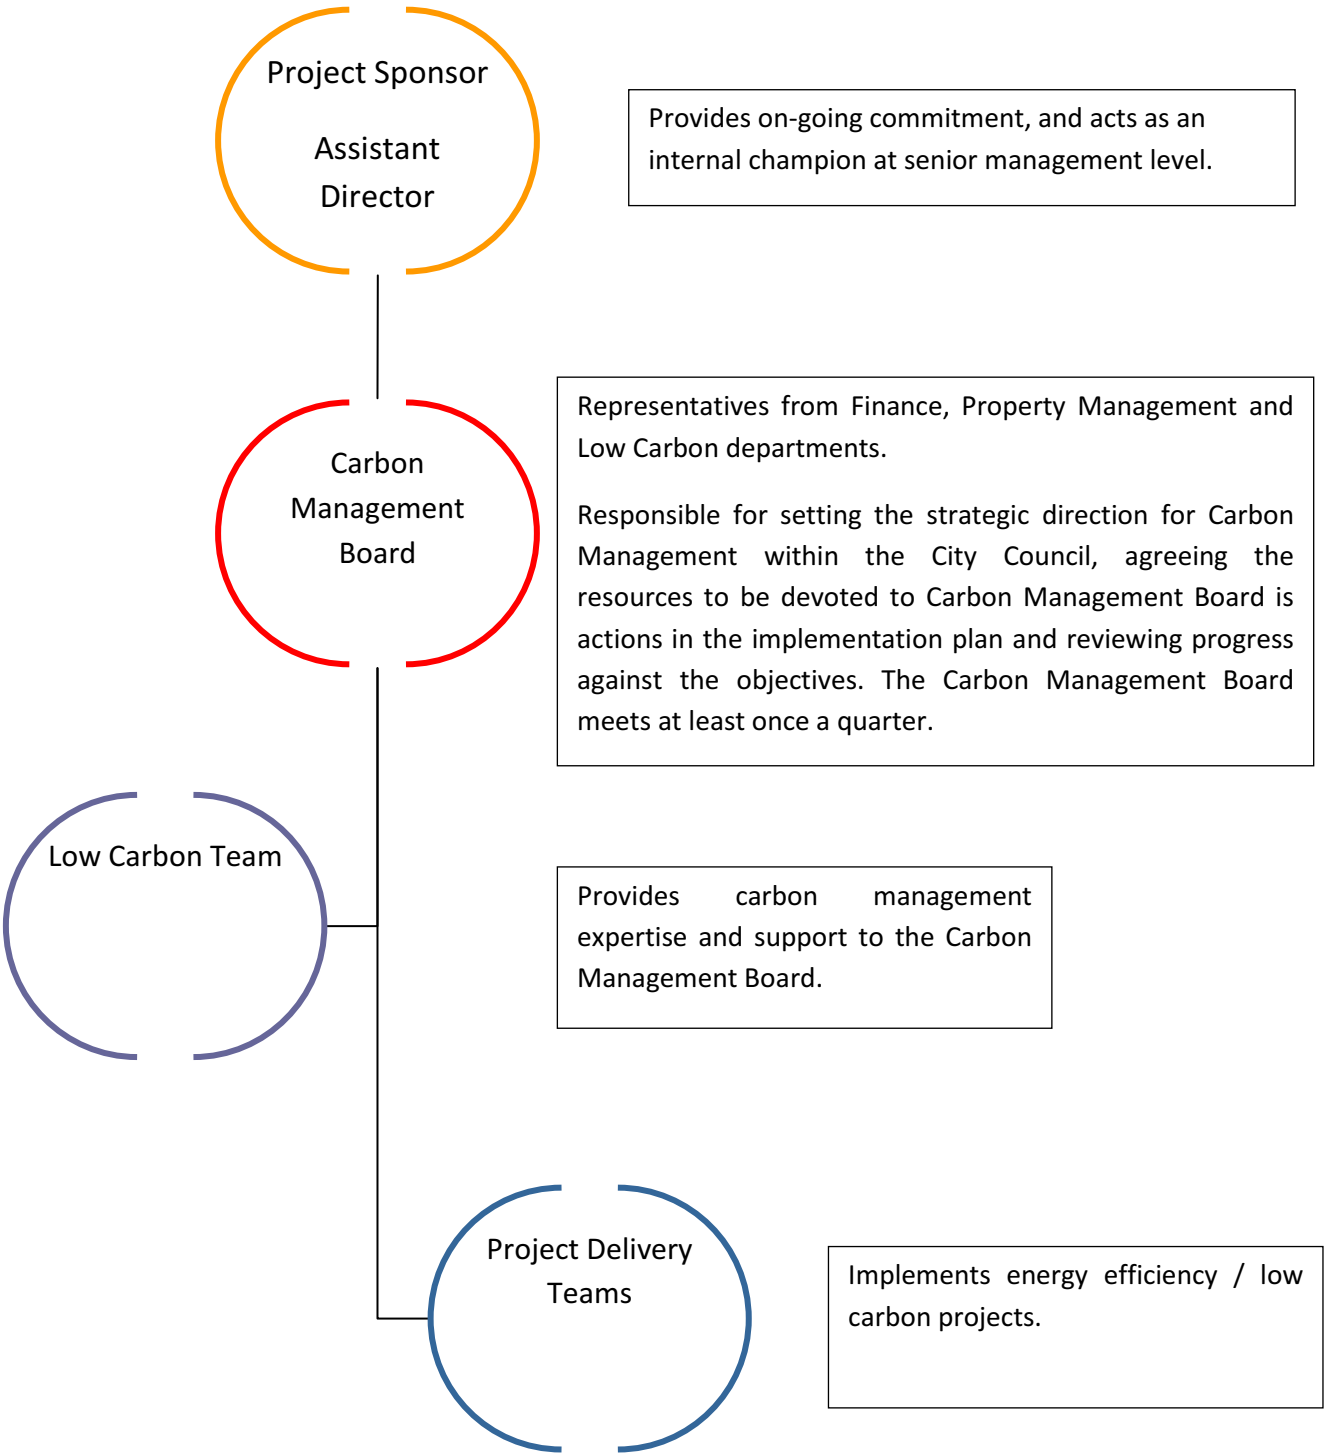 Project Sponsor
Assistant
Director
Provides on-going commitment, and acts as an
internal champion at senior management level.
Carbon
Management
Board
Representatives from Finance, Property Management and
Low Carbon departments.
Responsible for setting the strategic direction for Carbon
Management within the City Council, agreeing the
resources to be devoted to Carbon Management Board is
actions in the implementation plan and reviewing progress
against the objectives. The Carbon Management Board
meets at least once a quarter.
Low Carbon Team
Provides carbon management
expertise and support to the Carbon
Management Board.
Project Delivery
Teams
Implements energy efficiency / low
carbon projects.